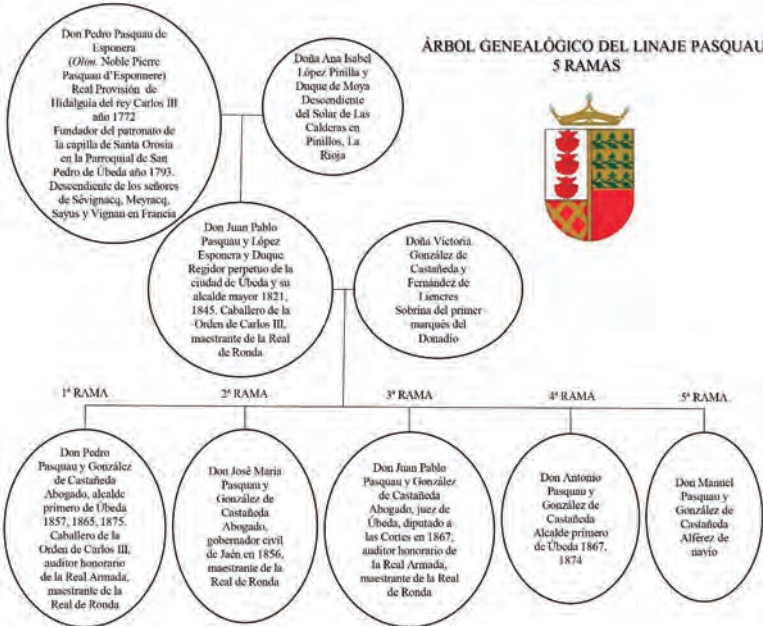 ÁRBOL GENEALÓGICO DEL LINAJE PASQUAU
5 RAMAS
Don Pedro Pasquau de
Esponera
(Olim. Noble Pierre
Pasquau d'Esponnere)
Real Provisión de
Hidalguía del rey Carlos III
año 1772
Fundador del patronato de
la capilla de Santa Orosia
en la Parroquial de San
Pedro de Úbeda año 1793.
Descendiente de los señores
de Sévignacq, Meyracq,
Sayus y Vignau en Francia
Doña Ana Isabel
López Pinilla y
Duque de Moya
Descendiente
del Solar de Las
Calderas en
Pinillos, La
Rioja
Don Juan Pablo
Pasquau y López
Esponera y Duque
Regidor perpetuo de la
ciudad de Úbeda y su
alcalde mayor 1821,
1845. Caballero de la
Orden de Carlos III,
maestrante de la Real
de Ronda
Doña Victoria
González de
Castañeda y
Fernández de
Liencres
Sobrina del primer
marqués del
Donadio
1ª RAMA
2ª RAMA
3ª RAMA
4ª RAMA
5ª RAMA
Don Pedro
Pasquau y González
de Castañeda
Abogado, alcalde
primero de Úbeda
1857, 1865, 1875.
Caballero de la
Orden de Carlos III,
auditor honorario
de la Real Armada,
maestrante de la
Real de Ronda
Don José María
Pasquau y
González de
Castañeda
Abogado,
gobernador civil
de Jaén en 1856,
maestrante de la
Real de Ronda
Don Juan Pablo
Pasquau y González
de Castañeda
Abogado, juez de
Úbeda, diputado a
las Cortes en 1867,
auditor honorario de
la Real Armada,
maestrante de la Real
de Ronda
Don Antonio
Pasquau y
González de
Castañeda
Alcalde primero
de Úbeda 1867,
1874
Don Manuel
Pasquau y
González de
Castañeda
Alférez de
navío